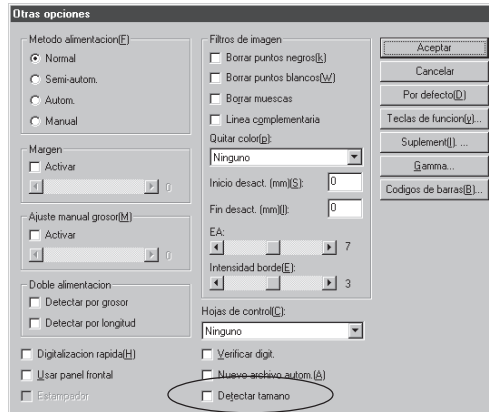 Otras opciones
Metodo alimentacion(F)
Normal
Semi-autom.
Autom.
Manual
Margen
Activar
0
Ajuste manual grosor(M)
Activar
0
Doble alimentacion
Detectar por grosor
Detectar por longitud
Digitalizacion rapida(H)
Usar panel frontal
Estampador
Filtros de imagen
Borrar puntos negros(k)
Borrar puntos blancos(W)
Borrar muescas
Linea complementaria
Quitar color(p):
Ninguno
Inicio desact. (mm)(S): 0
Fin desact. (mm)(I): 0
EA:
7
Intensidad borde(E):
3
Hojas de control(C):
Ninguno
Verificar digit.
Nuevo archivo autom.(A)
Detectar tamano
Aceptar
Cancelar
Por defecto(D)
Teclas de funcion(u)...
Suplement(l). ...
Gamma...
Codigos de barras(B)...